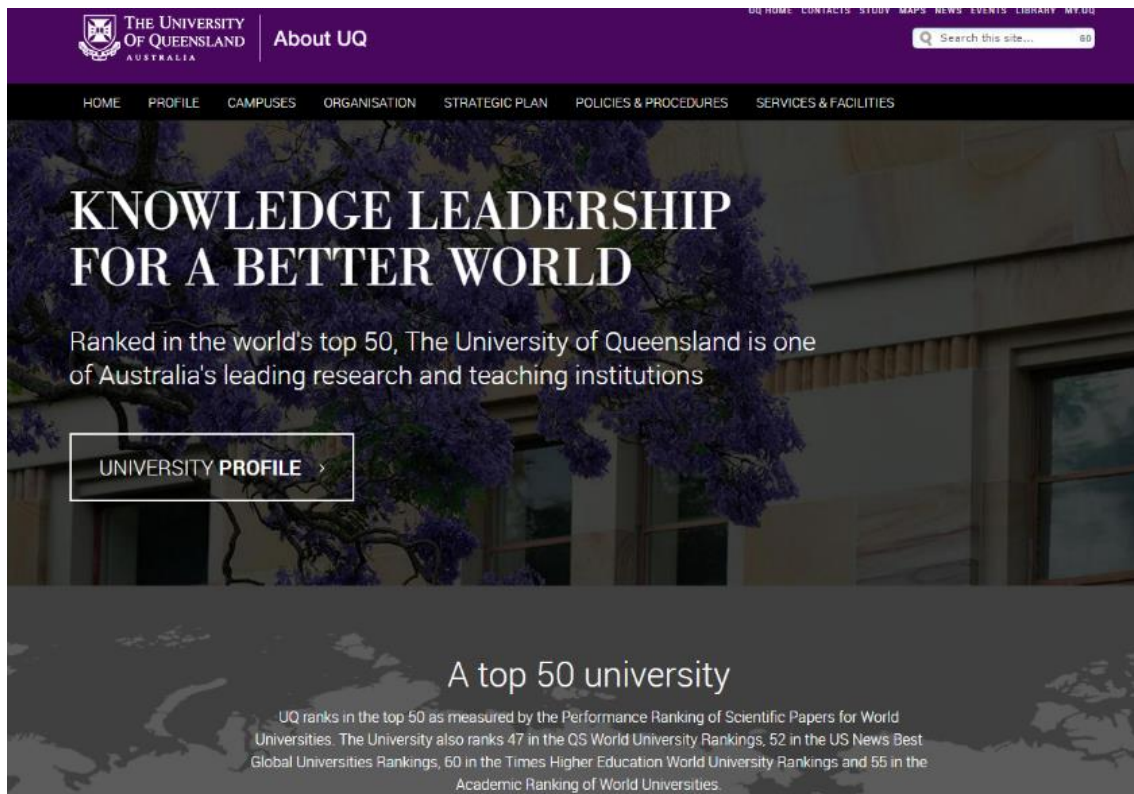 UQ HOME CONTACTS STUDY MAPS NEWS EVENTS LIBRARY MY.UQ
THE UNIVERSITY
OF QUEENSLAND
AUSTRALIA
About UQ
Search this site... GO
HOME PROFILE CAMPUSES ORGANISATION STRATEGIC PLAN POLICIES & PROCEDURES SERVICES & FACILITIES
KNOWLEDGE LEADERSHIP
FOR A BETTER WORLD
Ranked in the world's top 50, The University of Queensland is one
of Australia's leading research and teaching institutions
UNIVERSITY PROFILE ›
A top 50 university
UQ ranks in the top 50 as measured by the Performance Ranking of Scientific Papers for World
Universities. The University also ranks 47 in the QS World University Rankings, 52 in the US News Best
Global Universities Rankings, 60 in the Times Higher Education World University Rankings and 55 in the
Academic Ranking of World Universities.